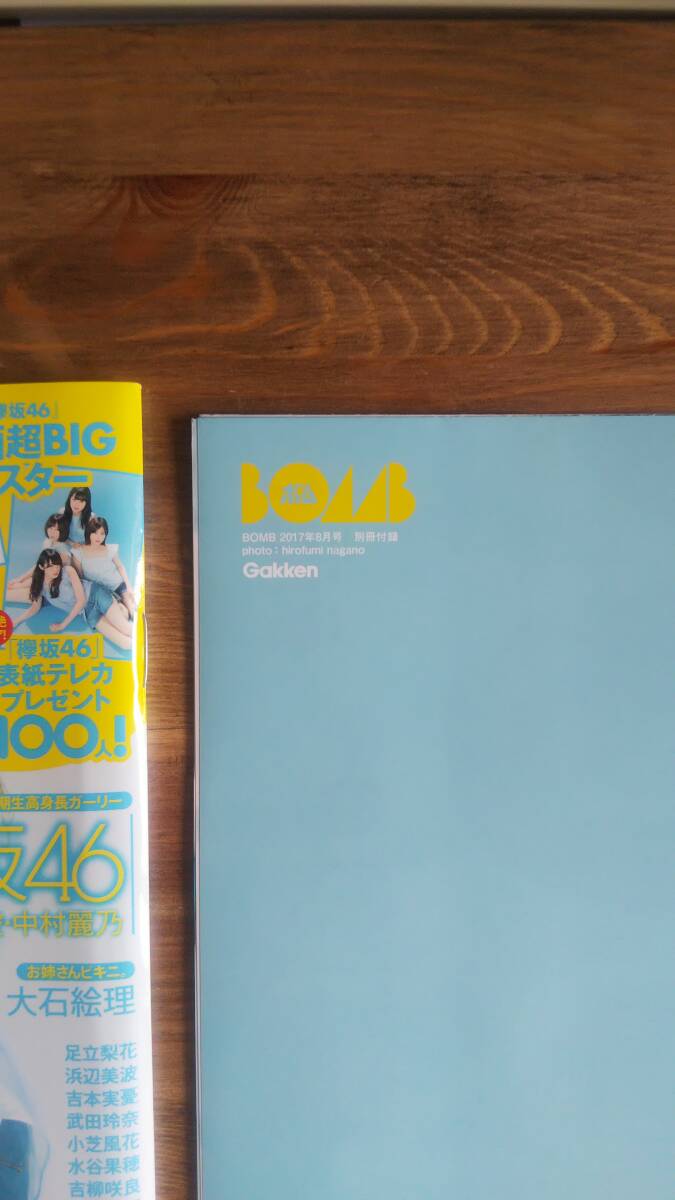 欅坂46』
超BIG
スター
「欅坂46」
表紙テレカ
プレゼント
100人!
期生高身長ガーリー
坂46
・中村麗乃
お姉さんビキニ。
大石絵理
足立梨花
浜辺美波
吉本実憂
武田玲奈
小芝風花
水谷果穂
吉柳咲良
BOMB
ボム
BOMB 2017年8月号 別冊付録
photo : hirofumi nagano
Gakken